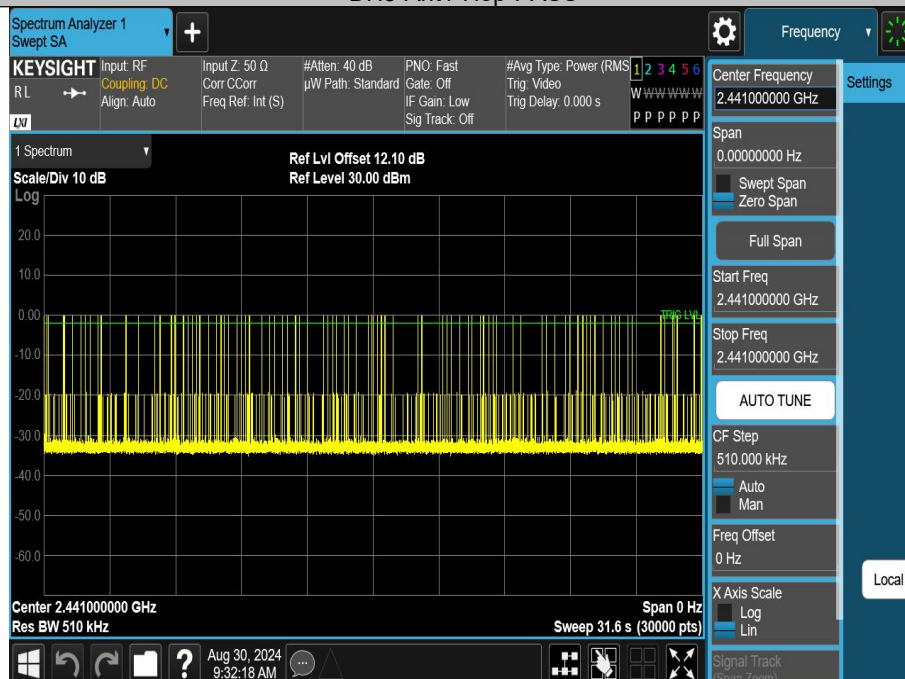 Spectrum Analyzer 1
Swept SA
Frequency
KEYSIGHT
RL
LXI
Input: RF
Coupling: DC
Align: Auto
Input Z: 50 Ω
Corr CCorr
Freq Ref: Int (S)
#Atten: 40 dB
µW Path: Standard
PNO: Fast
Gate: Off
IF Gain: Low
Sig Track: Off
#Avg Type: Power (RMS
Trig: Video
Trig Delay: 0.000 s
1 2 3 4 5 6
W W W W W W
P P P P P P
1 Spectrum
Scale/Div 10 dB
Log
Ref Lvl Offset 12.10 dB
Ref Level 30.00 dBm
20.0
10.0
0.00
TRIG LVL
-10.0
-20.0
-30.0
-40.0
-50.0
-60.0
Center 2.441000000 GHz
Res BW 510 kHz
Span 0 Hz
Sweep 31.6 s (30000 pts)
Center Frequency
2.441000000 GHz
Settings
Span
0.00000000 Hz
Swept Span
Zero Span
Full Span
Start Freq
2.441000000 GHz
Stop Freq
2.441000000 GHz
AUTO TUNE
CF Step
510.000 kHz
Auto
Man
Freq Offset
0 Hz
Local
X Axis Scale
Log
Lin
Signal Track
(Span Zoom)
?
Aug 30, 2024
9:32:18 AM